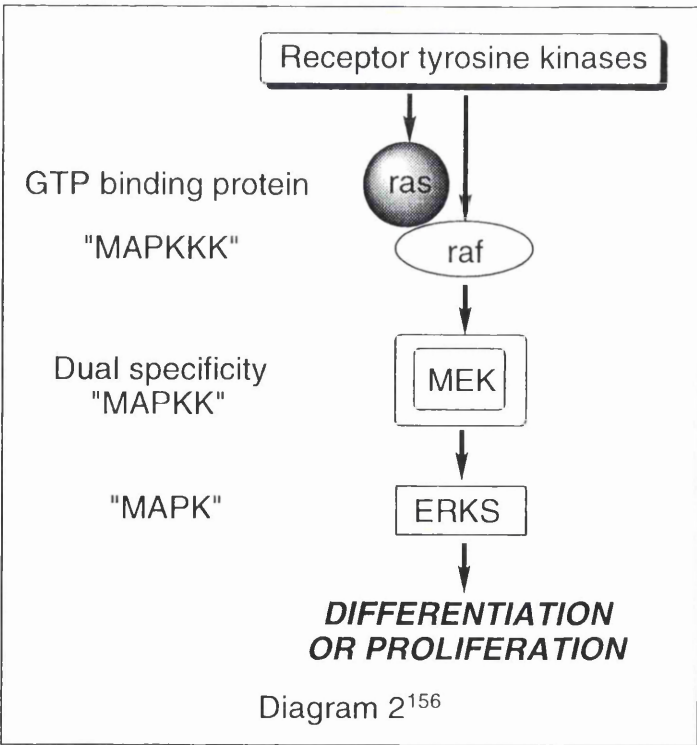 Receptor tyrosine kinases
GTP binding protein
ras
"MAPKKK"
raf
Dual specificity
"MAPKK"
MEK
"MAPK"
ERKS
DIFFERENTIATION
OR PROLIFERATION
Diagram 2¹⁵⁶